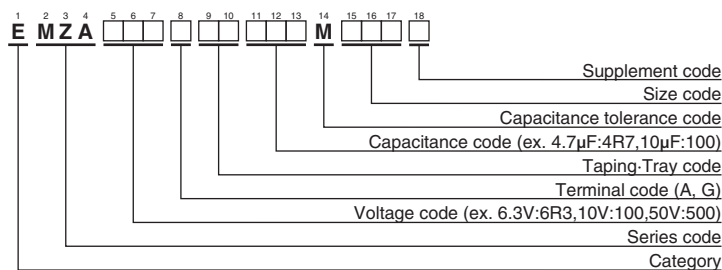 1 2 3 4 5 6 7 8 9 10 11 12 13 14 15 16 17 18
E M Z A M
Supplement code
Size code
Capacitance tolerance code
Capacitance code (ex. 4.7μF:4R7,10μF:100)
Taping·Tray code
Terminal code (A, G)
Voltage code (ex. 6.3V:6R3,10V:100,50V:500)
Series code
Category